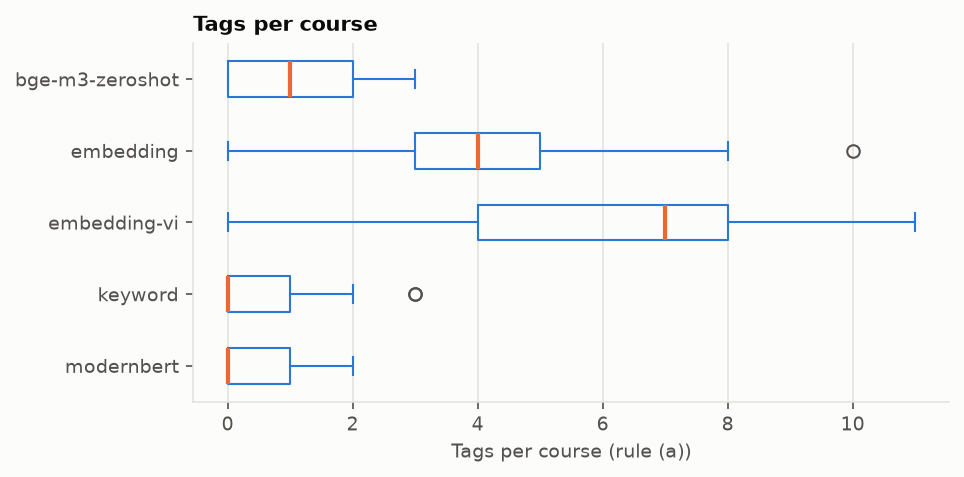 Tags per course
bge-m3-zeroshot
embedding
embedding-vi
keyword
modernbert
0 2 4 6 8 10
Tags per course (rule (a))